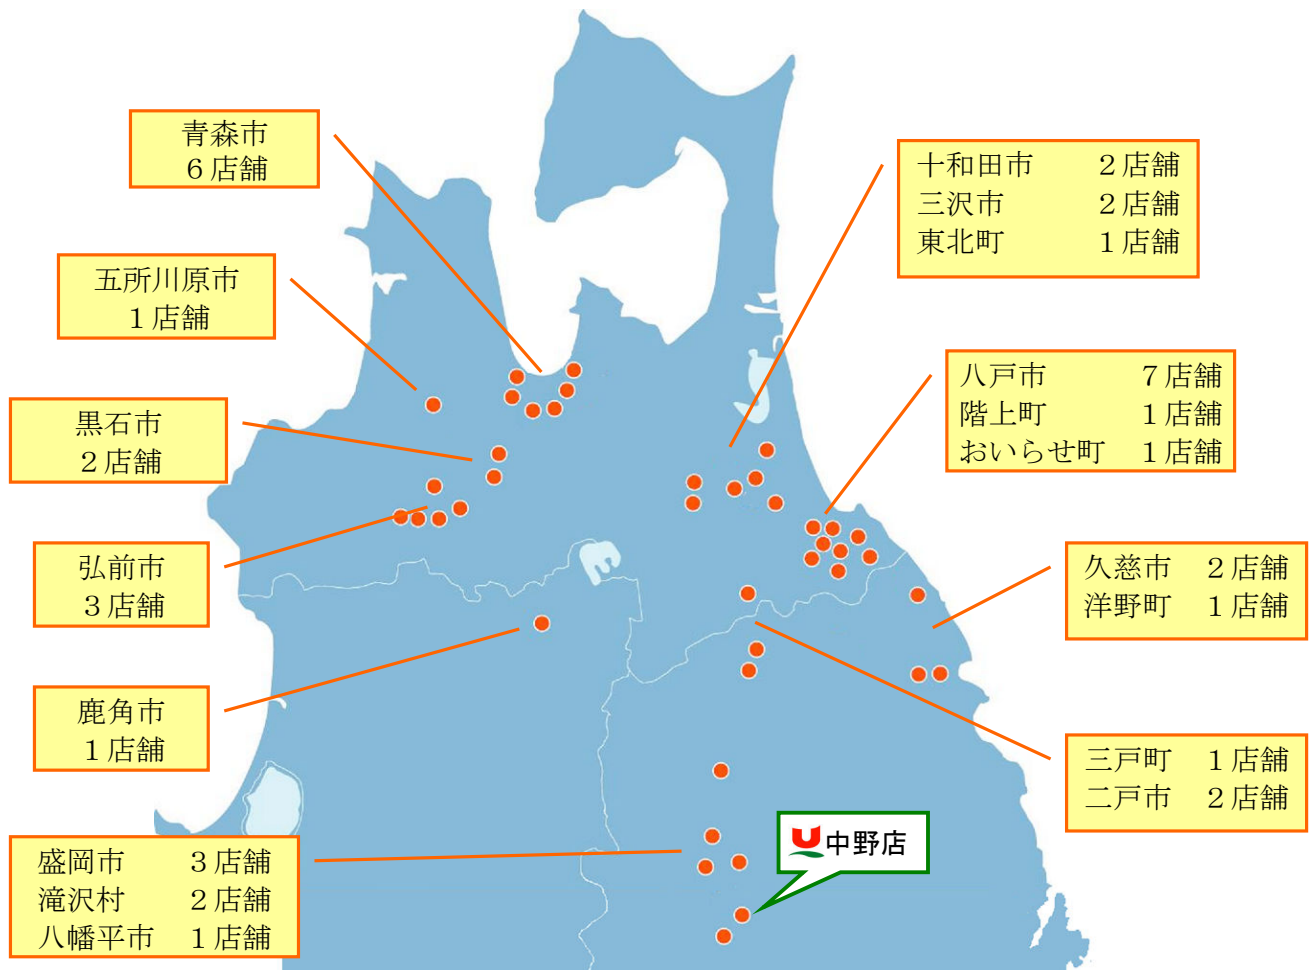 青森市
６店舗
五所川原市
１店舗
黒石市
２店舗
弘前市
３店舗
鹿角市
１店舗
盛岡市 ３店舗
滝沢村 ２店舗
八幡平市 １店舗
十和田市 ２店舗
三沢市 ２店舗
東北町 １店舗
八戸市 ７店舗
階上町 １店舗
おいらせ町 １店舗
久慈市 ２店舗
洋野町 １店舗
三戸町 １店舗
二戸市 ２店舗
U中野店